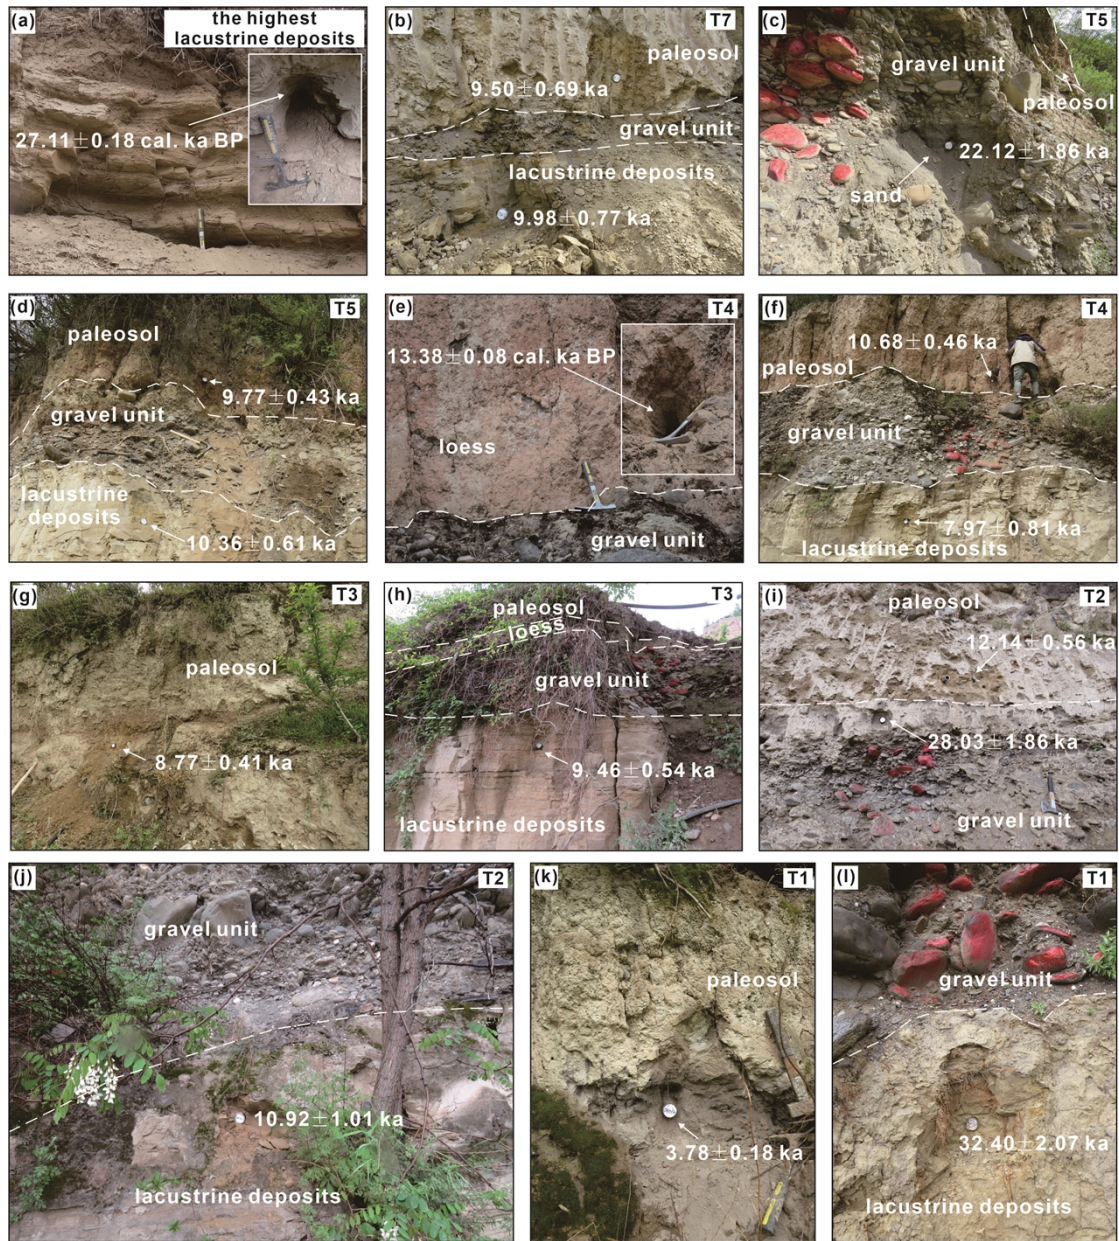 (a)
the highest
lacustrine deposits
27.11±0.18 cal. ka BP
(b)
T7
paleosol
9.50±0.69 ka
gravel unit
lacustrine deposits
9.98±0.77 ka
(c)
T5
gravel unit
paleosol
22.12±1.86 ka
sand
(d)
T5
paleosol
9.77±0.43 ka
gravel unit
lacustrine
deposits
10.36±0.61 ka
(e)
T4
13.38±0.08 cal. ka BP
loess
gravel unit
(f)
T4
10.68±0.46 ka
paleosol
gravel unit
7.97±0.81 ka
lacustrine deposits
(g)
T3
paleosol
8.77±0.41 ka
(h)
T3
paleosol
loess
gravel unit
9.46±0.54 ka
lacustrine deposits
(i)
T2
paleosol
12.14±0.56 ka
28.03±1.86 ka
gravel unit
(j)
T2
gravel unit
10.92±1.01 ka
lacustrine deposits
(k)
T1
paleosol
3.78±0.18 ka
(l)
T1
gravel unit
32.40±2.07 ka
lacustrine deposits